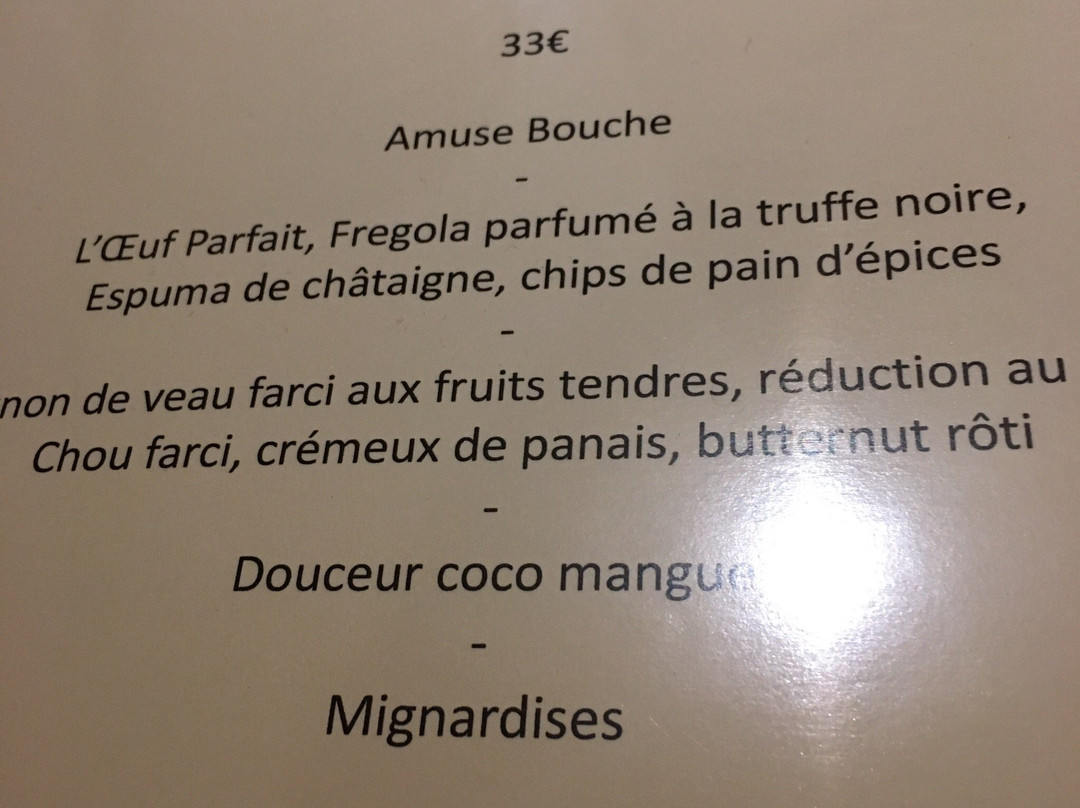 33€
Amuse Bouche
-
L'Œuf Parfait, Fregola parfumé à la truffe noire,
Espuma de châtaigne, chips de pain d'épices
-
non de veau farci aux fruits tendres, réduction au
Chou farci, crémeux de panais, butternut rôti
-
Douceur coco mangue
-
Mignardises